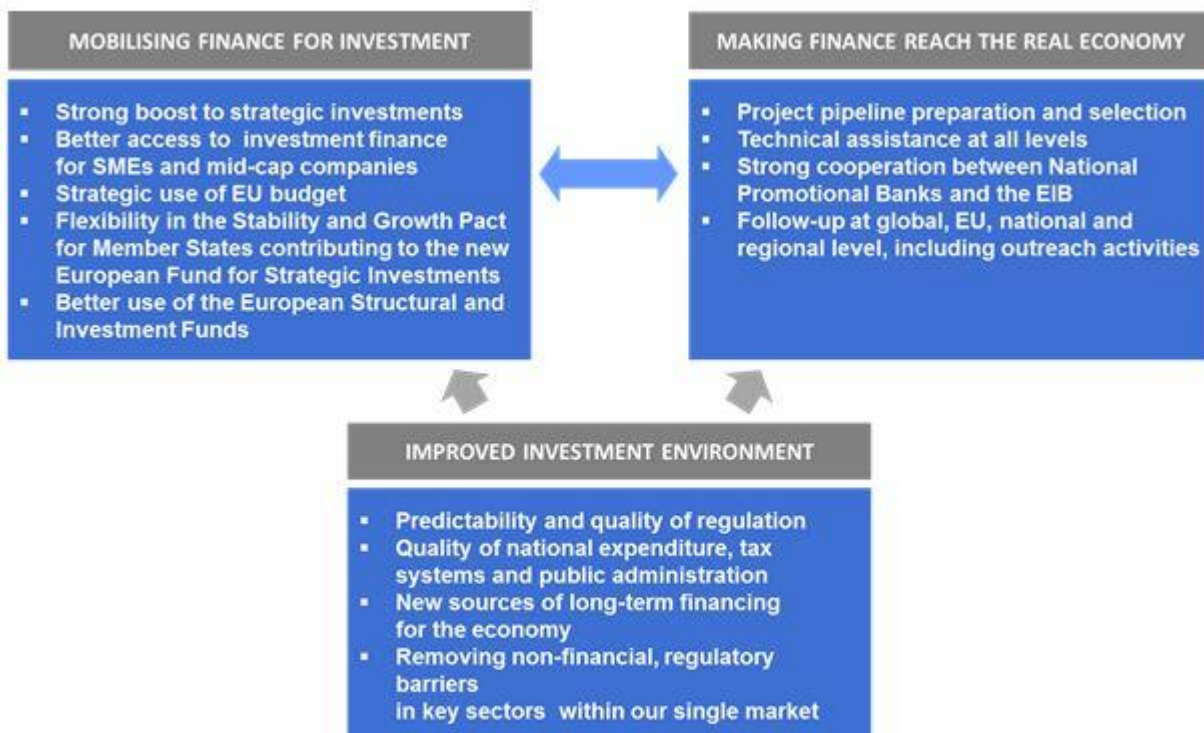 MOBILISING FINANCE FOR INVESTMENT
▪ Strong boost to strategic investments
▪ Better access to investment finance
for SMEs and mid-cap companies
▪ Strategic use of EU budget
▪ Flexibility in the Stability and Growth Pact
for Member States contributing to the new
European Fund for Strategic Investments
▪ Better use of the European Structural and
Investment Funds
MAKING FINANCE REACH THE REAL ECONOMY
▪ Project pipeline preparation and selection
▪ Technical assistance at all levels
▪ Strong cooperation between National
Promotional Banks and the EIB
▪ Follow-up at global, EU, national and
regional level, including outreach activities
IMPROVED INVESTMENT ENVIRONMENT
▪ Predictability and quality of regulation
▪ Quality of national expenditure, tax
systems and public administration
▪ New sources of long-term financing
for the economy
▪ Removing non-financial, regulatory
barriers
in key sectors within our single market